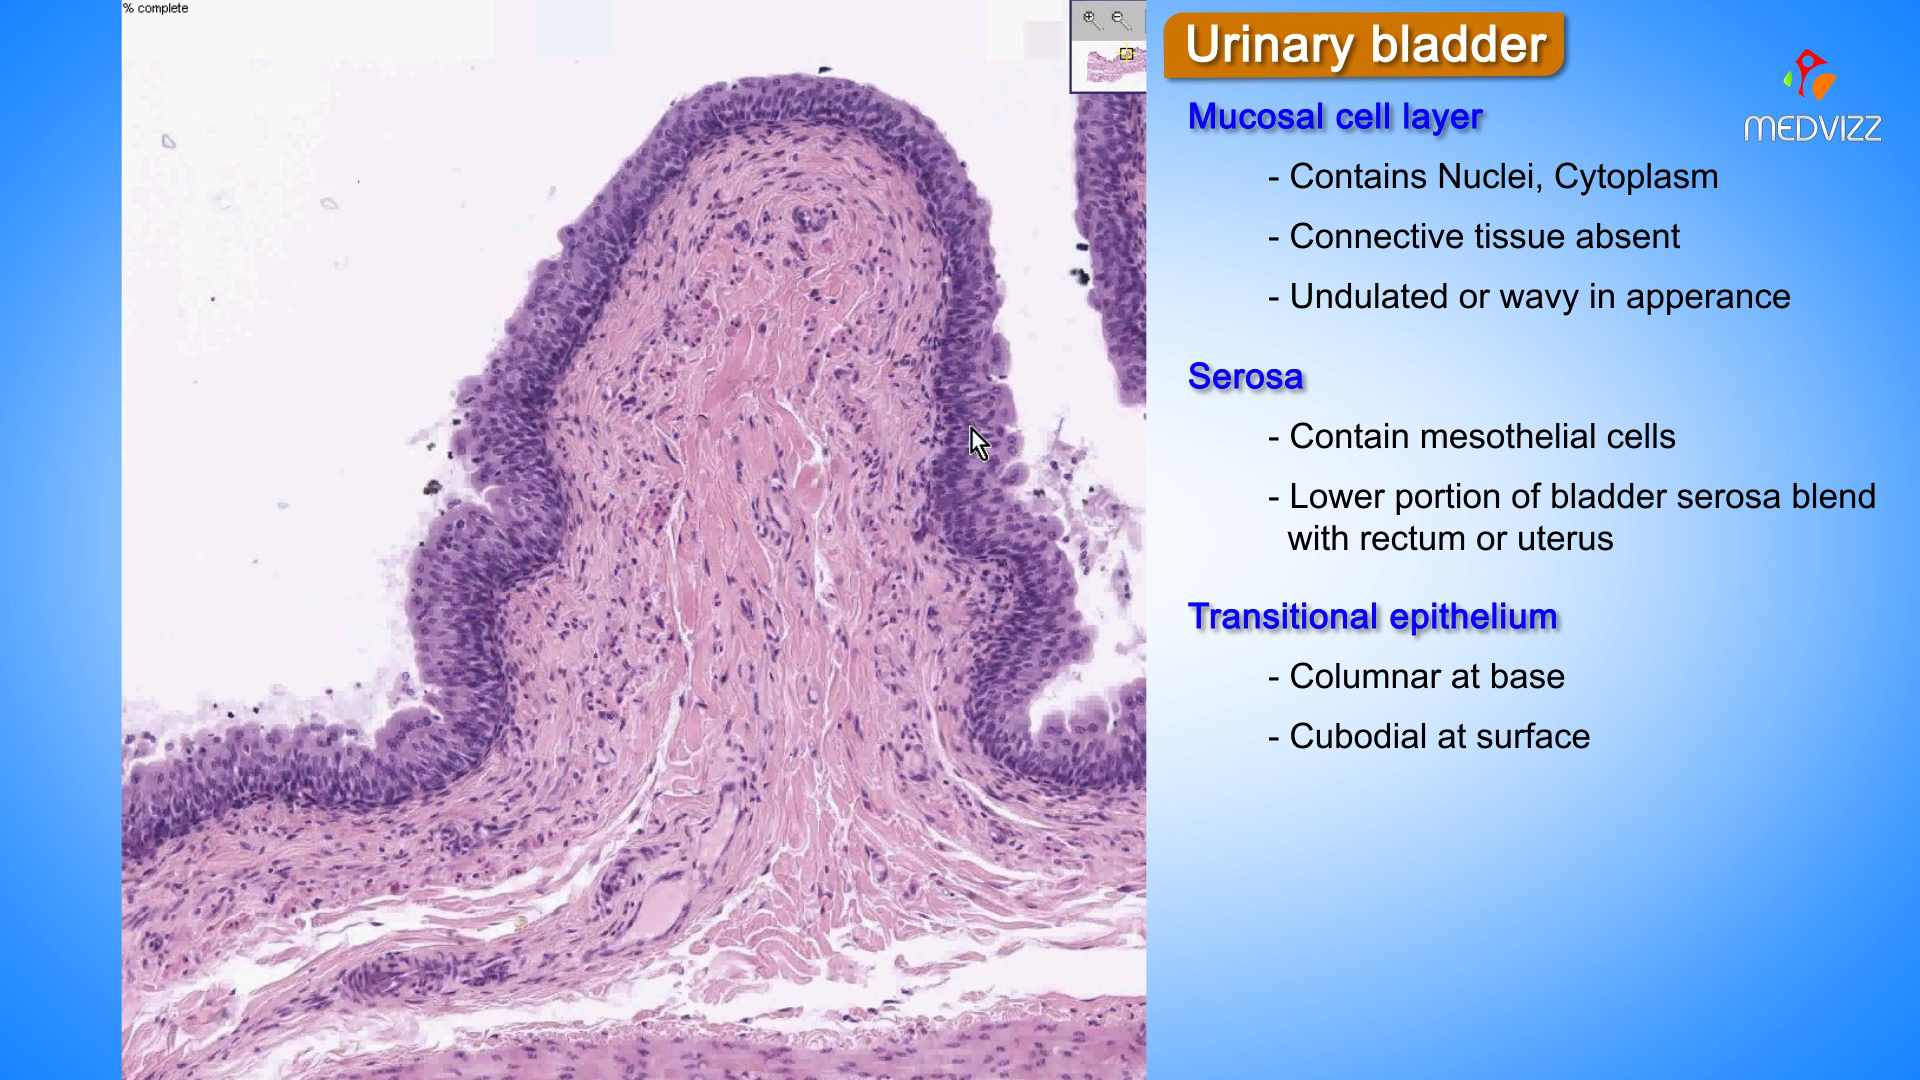 % complete
Urinary bladder
MEDVIZZ
Mucosal cell layer
- Contains Nuclei, Cytoplasm
- Connective tissue absent
- Undulated or wavy in apperance
Serosa
- Contain mesothelial cells
- Lower portion of bladder serosa blend
with rectum or uterus
Transitional epithelium
- Columnar at base
- Cubodial at surface